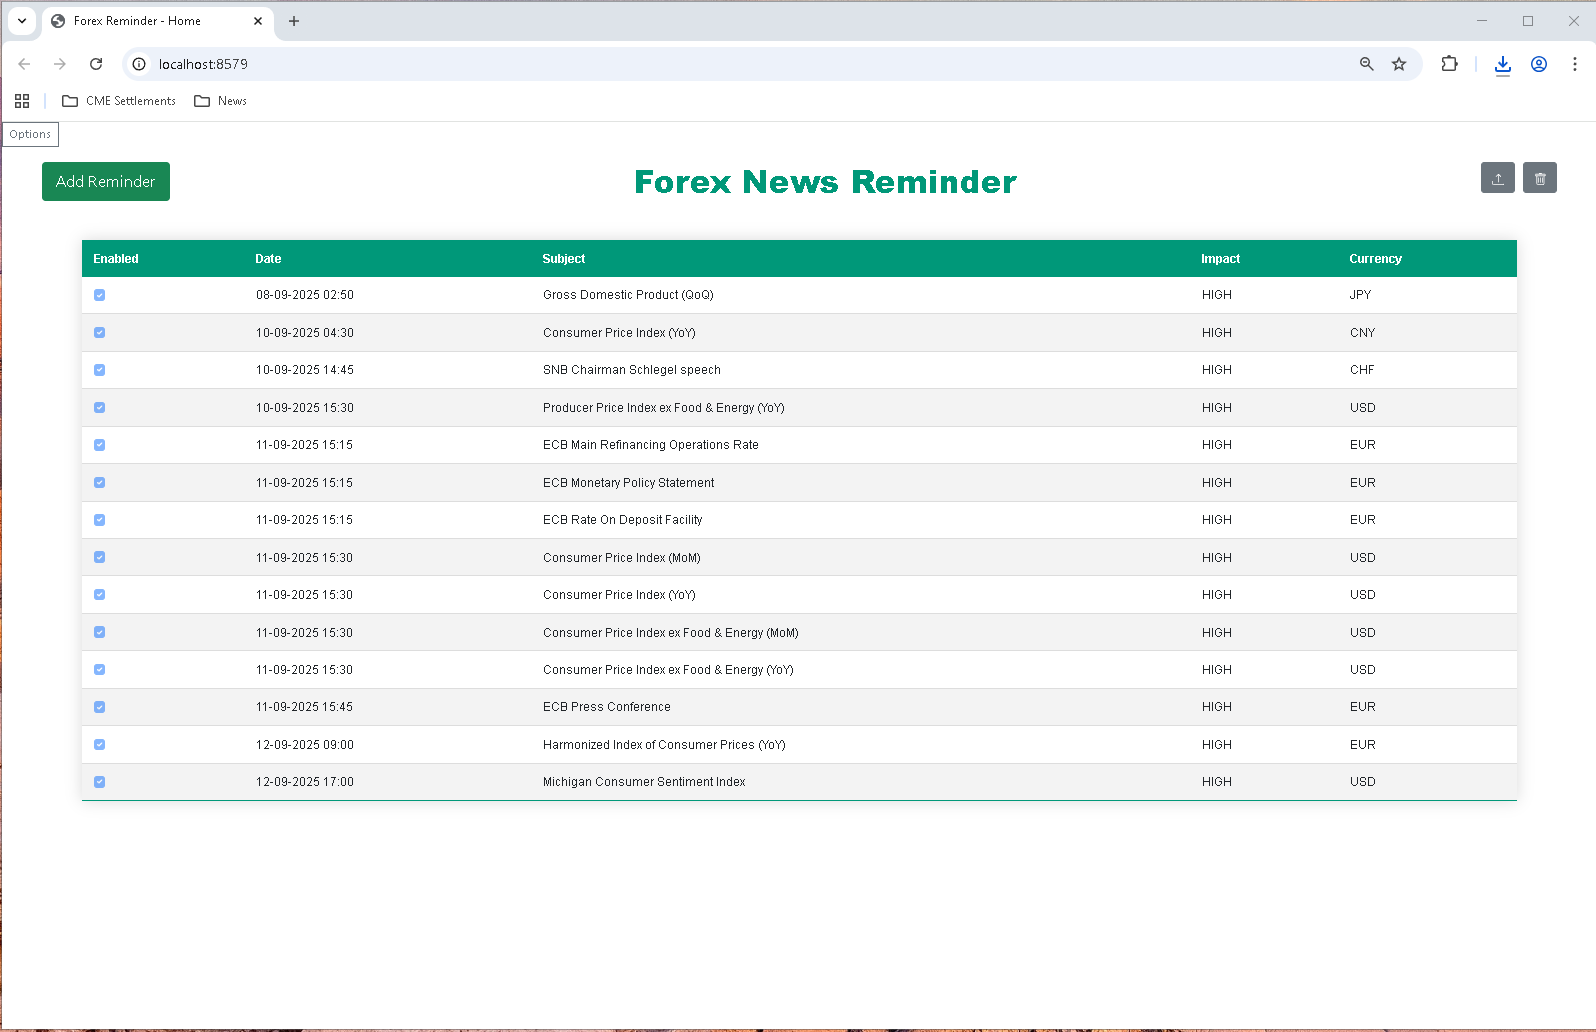 Forex Reminder - Home
localhost:8579
CME Settlements News
Options
Add Reminder
Forex News Reminder
Enabled Date Subject Impact Currency
08-09-2025 02:50 Gross Domestic Product (QoQ) HIGH JPY
10-09-2025 04:30 Consumer Price Index (YoY) HIGH CNY
10-09-2025 14:45 SNB Chairman Schlegel speech HIGH CHF
10-09-2025 15:30 Producer Price Index ex Food & Energy (YoY) HIGH USD
11-09-2025 15:15 ECB Main Refinancing Operations Rate HIGH EUR
11-09-2025 15:15 ECB Monetary Policy Statement HIGH EUR
11-09-2025 15:15 ECB Rate On Deposit Facility HIGH EUR
11-09-2025 15:30 Consumer Price Index (MoM) HIGH USD
11-09-2025 15:30 Consumer Price Index (YoY) HIGH USD
11-09-2025 15:30 Consumer Price Index ex Food & Energy (MoM) HIGH USD
11-09-2025 15:30 Consumer Price Index ex Food & Energy (YoY) HIGH USD
11-09-2025 15:45 ECB Press Conference HIGH EUR
12-09-2025 09:00 Harmonized Index of Consumer Prices (YoY) HIGH EUR
12-09-2025 17:00 Michigan Consumer Sentiment Index HIGH USD